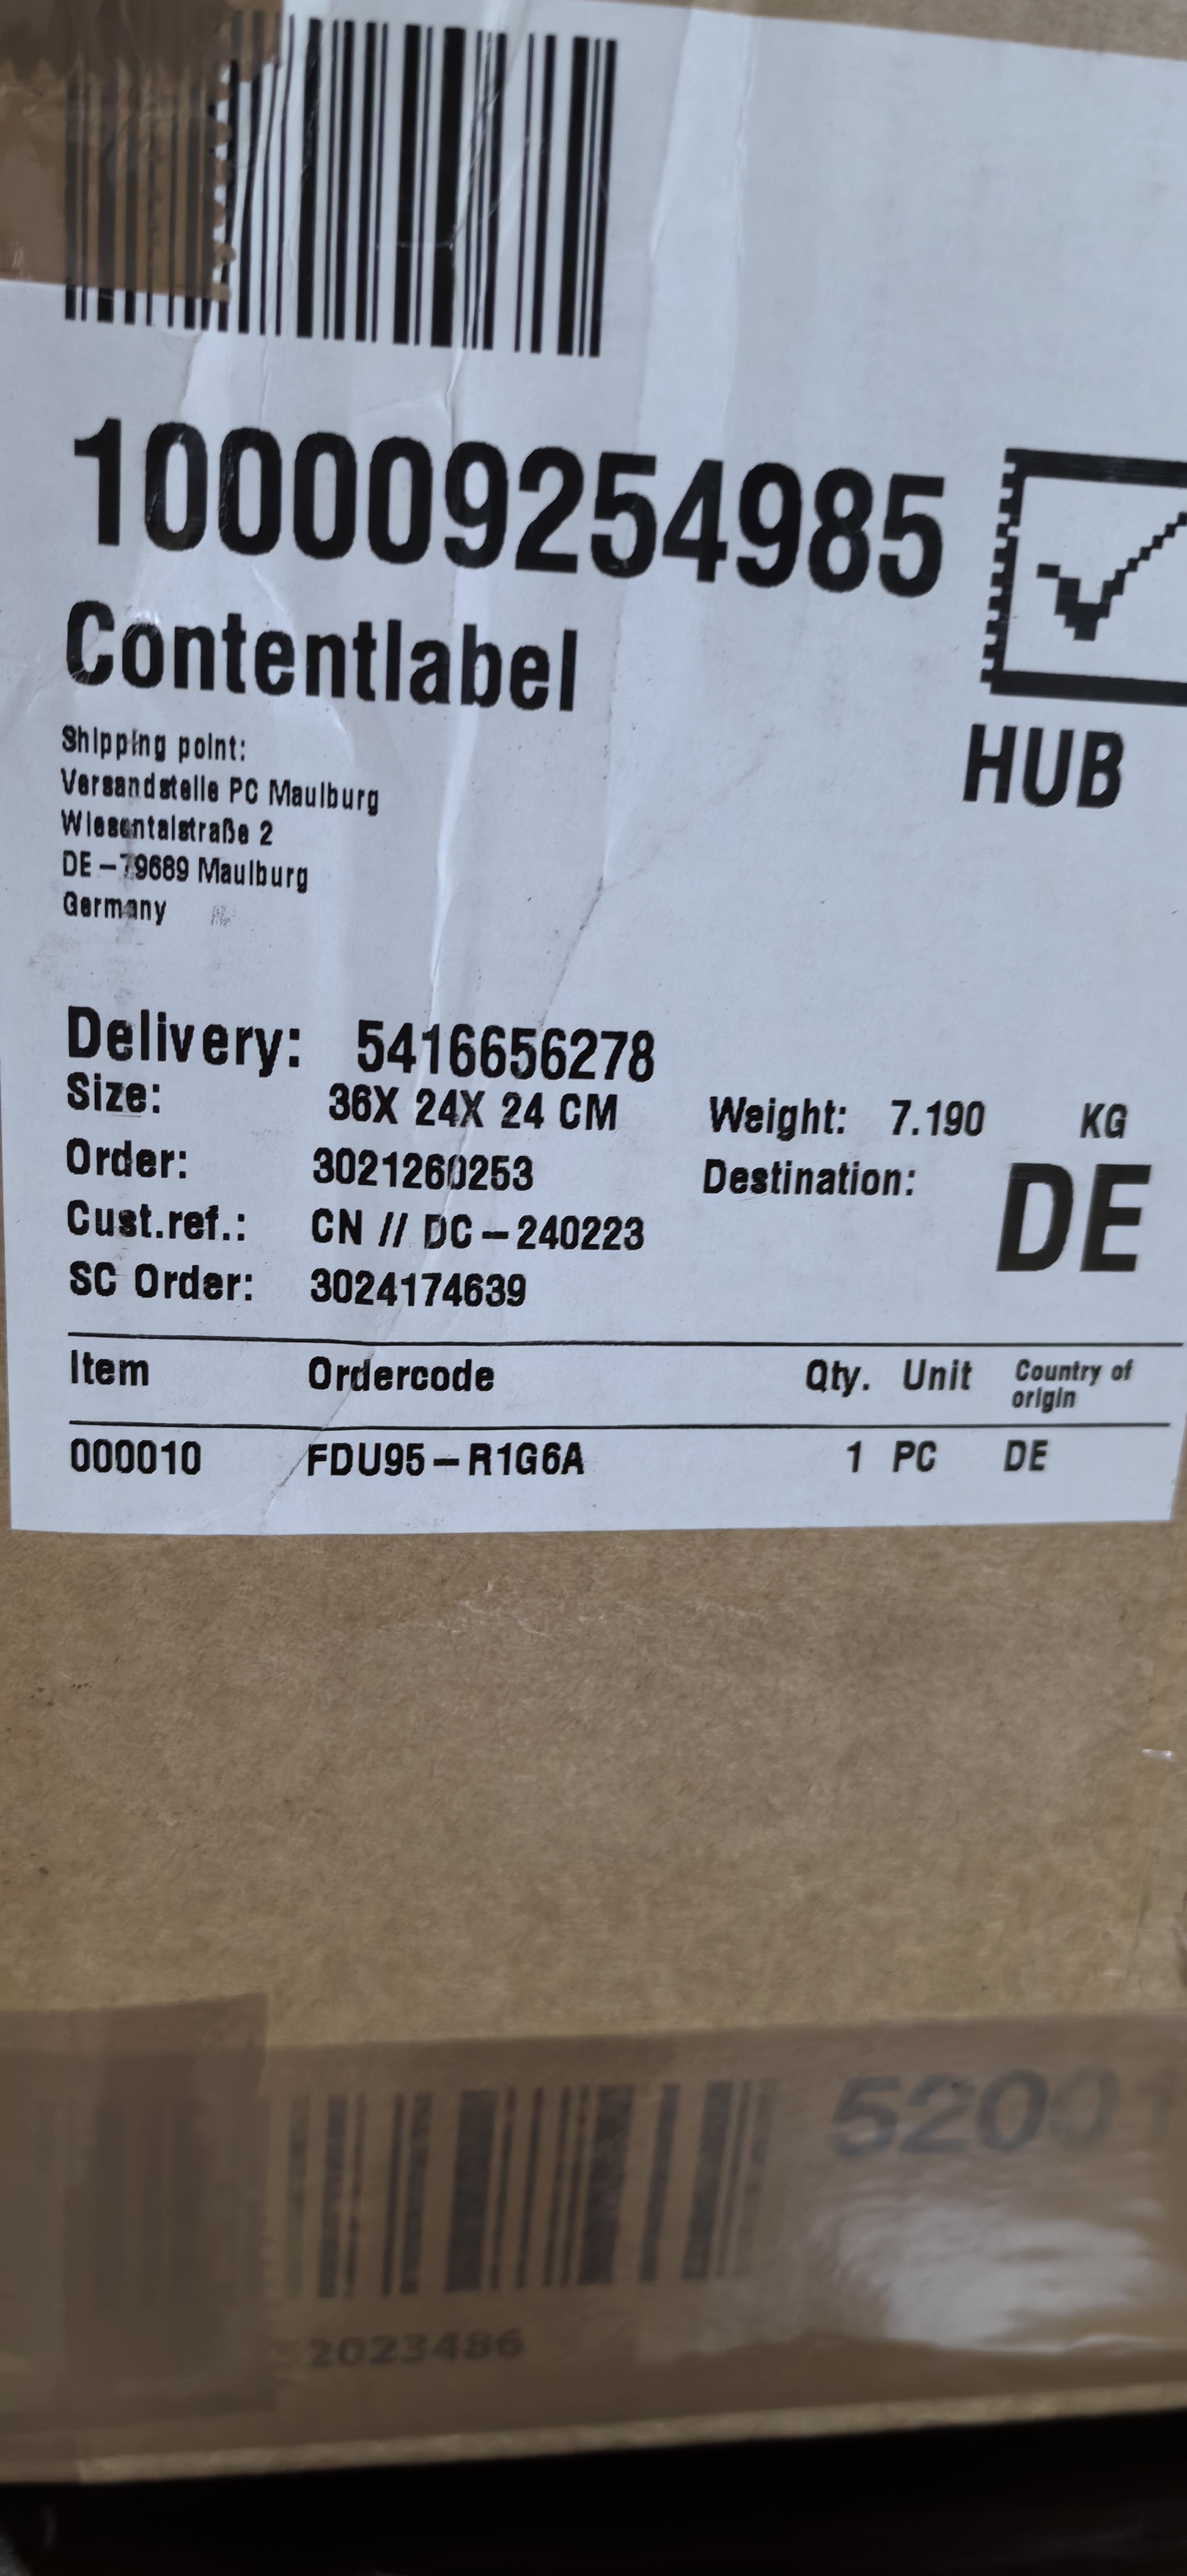 100009254985
Contentlabel
HUB
Shipping point:
Versandstelle PC Maulburg
Wiesentalstraße 2
DE-79689 Maulburg
Germany
Delivery: 5416656278
Size: 36X 24X 24 CM Weight: 7.190 KG
Order: 3021260253 Destination: DE
Cust.ref.: CN // DC-240223
SC Order: 3024174639
Item Ordercode Qty. Unit Country of origin
000010 FDU95-R1G6A 1 PC DE
5200
2023486